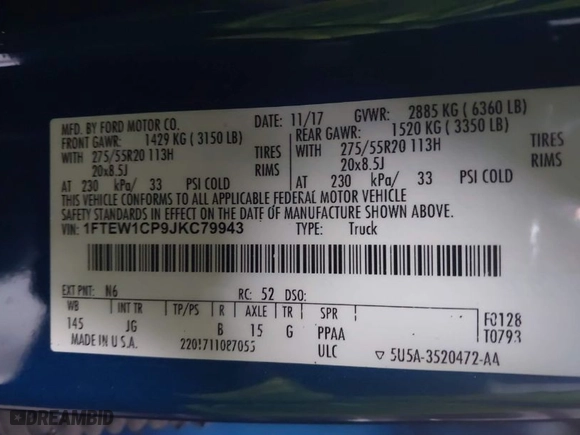 MFD. BY FORD MOTOR CO. DATE: 11/17 GVWR: 2885 KG ( 6360 LB)
FRONT GAWR: 1429 KG ( 3150 LB) REAR GAWR: 1520 KG ( 3350 LB)
WITH 275/55R20 113H TIRES WITH 275/55R20 113H TIRES
20x8.5J RIMS 20x8.5J RIMS
AT 230 kPa/ 33 PSI COLD AT 230 kPa/ 33 PSI COLD
THIS VEHICLE CONFORMS TO ALL APPLICABLE FEDERAL MOTOR VEHICLE
SAFETY STANDARDS IN EFFECT ON THE DATE OF MANUFACTURE SHOWN ABOVE.
VIN: 1FTEW1CP9JKC79943 TYPE: Truck
EXT PNT: N6 RC: 52 DSO:
WB INT TR TP/PS R AXLE TR SPR
145 JG B 15 G PPAA
ULC
F0128
T0793
MADE IN U.S.A.
▽ 5U5A-3520472-AA
DREAMBID